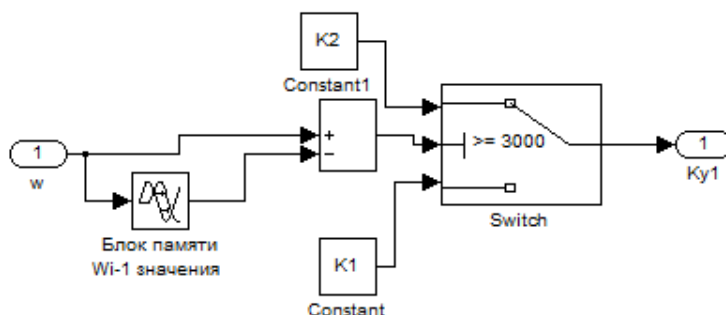 K2
Constant1
+
−
1
w
>= 3000
1
Ky1
Switch
Блок памяти
Wi-1 значения
K1
Constant